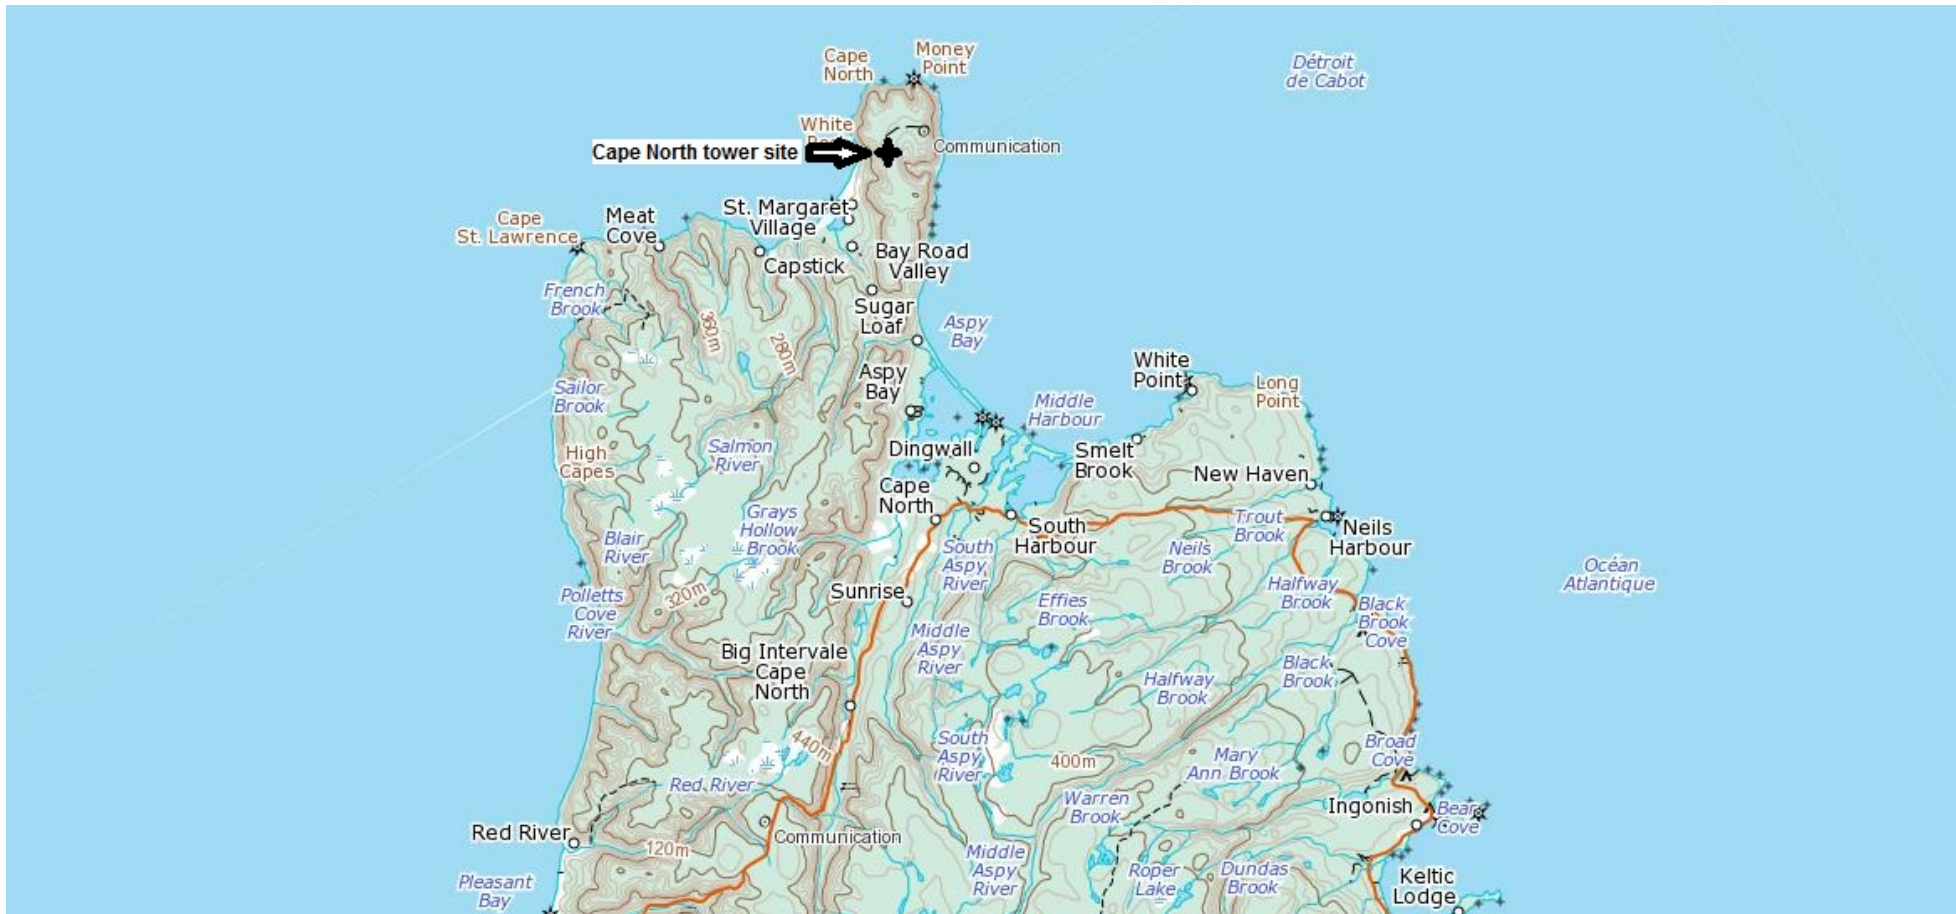 Cape
North
Money
Point
Détroit
de Cabot
White
Cape North tower site
Communication
Cape
St. Lawrence
Meat
Cove
St. Margaret
Village
Capstick
Bay Road
Valley
French
Brook
360m
280m
Sugar
Loaf
Aspy
Bay
Aspy
Bay
White
Point
Long
Point
Sailor
Brook
Middle
Harbour
High
Capes
Salmon
River
Dingwall
Smelt
Brook
New Haven
Cape
North
Grays
Hollow
Brook
Blair
River
South
Harbour
Trout
Brook
Neils
Harbour
South
Aspy
River
Neils
Brook
Océan
Atlantique
Polletts
Cove
River
320m
Sunrise
Effies
Brook
Halfway
Brook
Black
Brook
Cove
Middle
Aspy
River
Big Intervale
Cape
North
Halfway
Brook
Black
Brook
440m
South
Aspy
River
400m
Mary
Ann Brook
Broad
Cove
Red River
Warren
Brook
Ingonish
Bear
Cove
Red River
120m
Communication
Middle
Aspy
River
Roper
Lake
Dundas
Brook
Keltic
Lodge
Pleasant
Bay